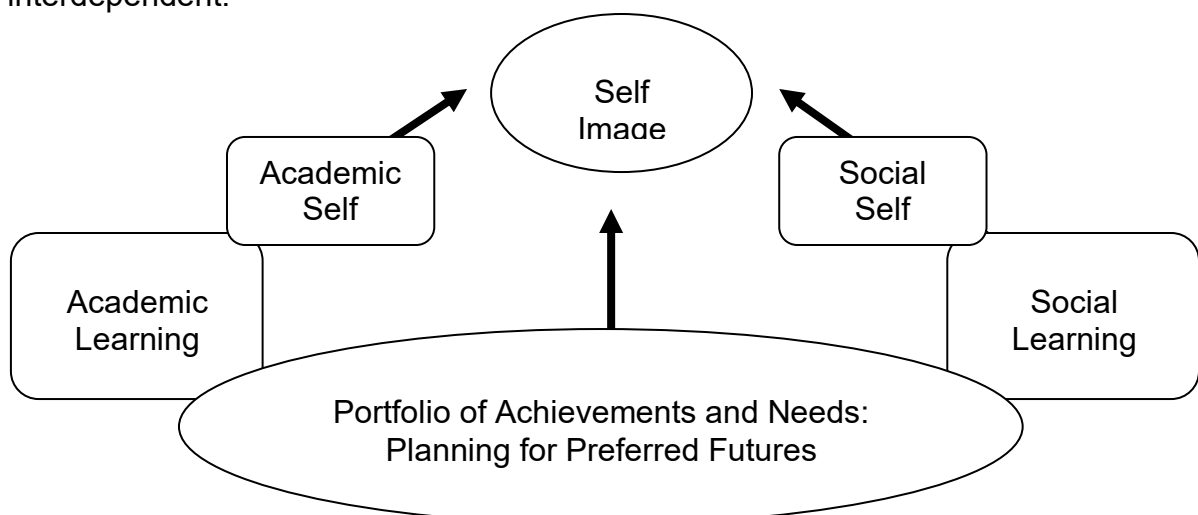 interdependent.
Self
Image
Academic
Self
Social
Self
Academic
Learning
Social
Learning
Portfolio of Achievements and Needs:
Planning for Preferred Futures